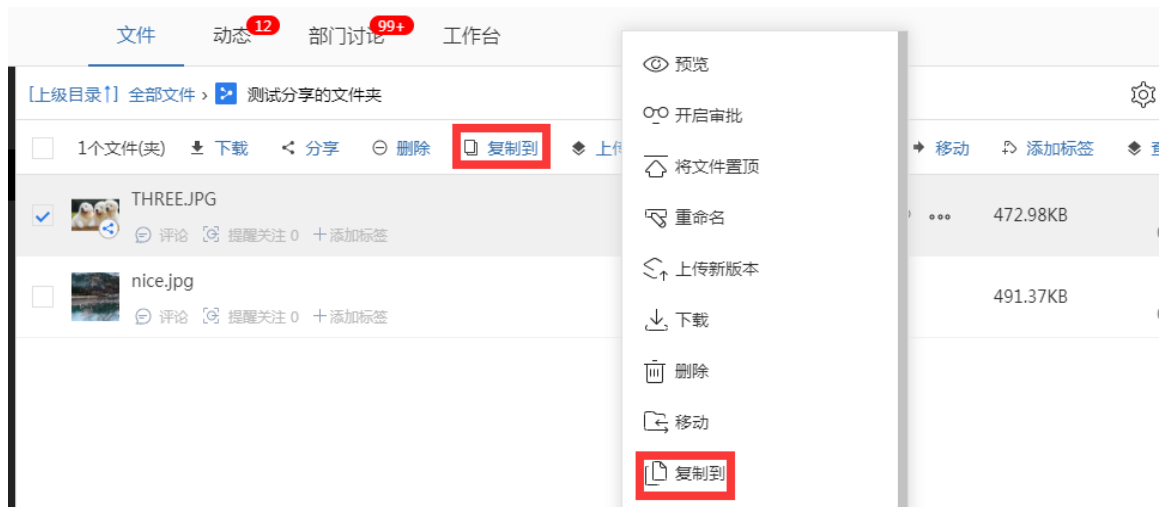 文件 动态 12 部门讨论 99+ 工作台
[上级目录↑] 全部文件 › 测试分享的文件夹
1个文件(夹) 下载 分享 删除 复制到 移动 添加标签
THREE.JPG
评论 提醒关注 0 十添加标签
472.98KB
nice.jpg
评论 提醒关注 0 十添加标签
491.37KB
预览
开启审批
将文件置顶
重命名
上传新版本
下载
删除
移动
复制到